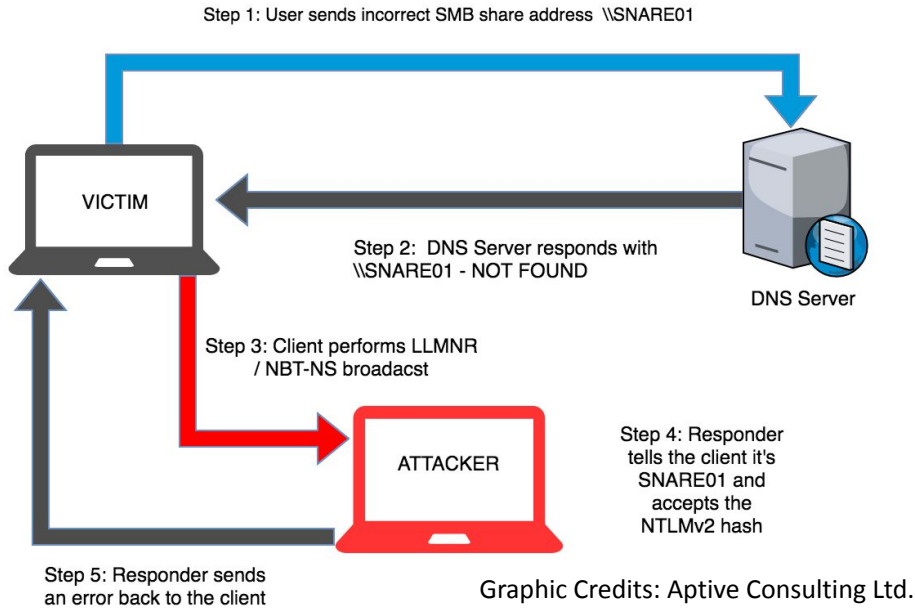 Step 1: User sends incorrect SMB share address \\SNARE01
VICTIM
Step 2: DNS Server responds with
\\SNARE01 - NOT FOUND
DNS Server
Step 3: Client performs LLMNR
/ NBT-NS broadacst
ATTACKER
Step 4: Responder
tells the client it's
SNARE01 and
accepts the
NTLMv2 hash
Step 5: Responder sends
an error back to the client
Graphic Credits: Aptive Consulting Ltd.